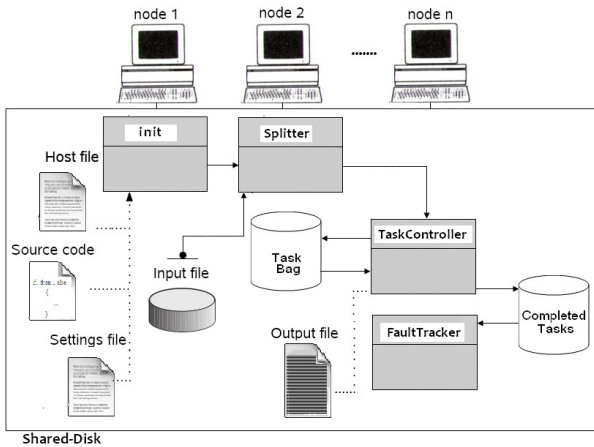 node 1
node 2
.......
node n
init
Splitter
Host file
TaskController
Source code
Task
Bag
Input file
Completed
Tasks
Settings file
Output file
FaultTracker
Shared-Disk